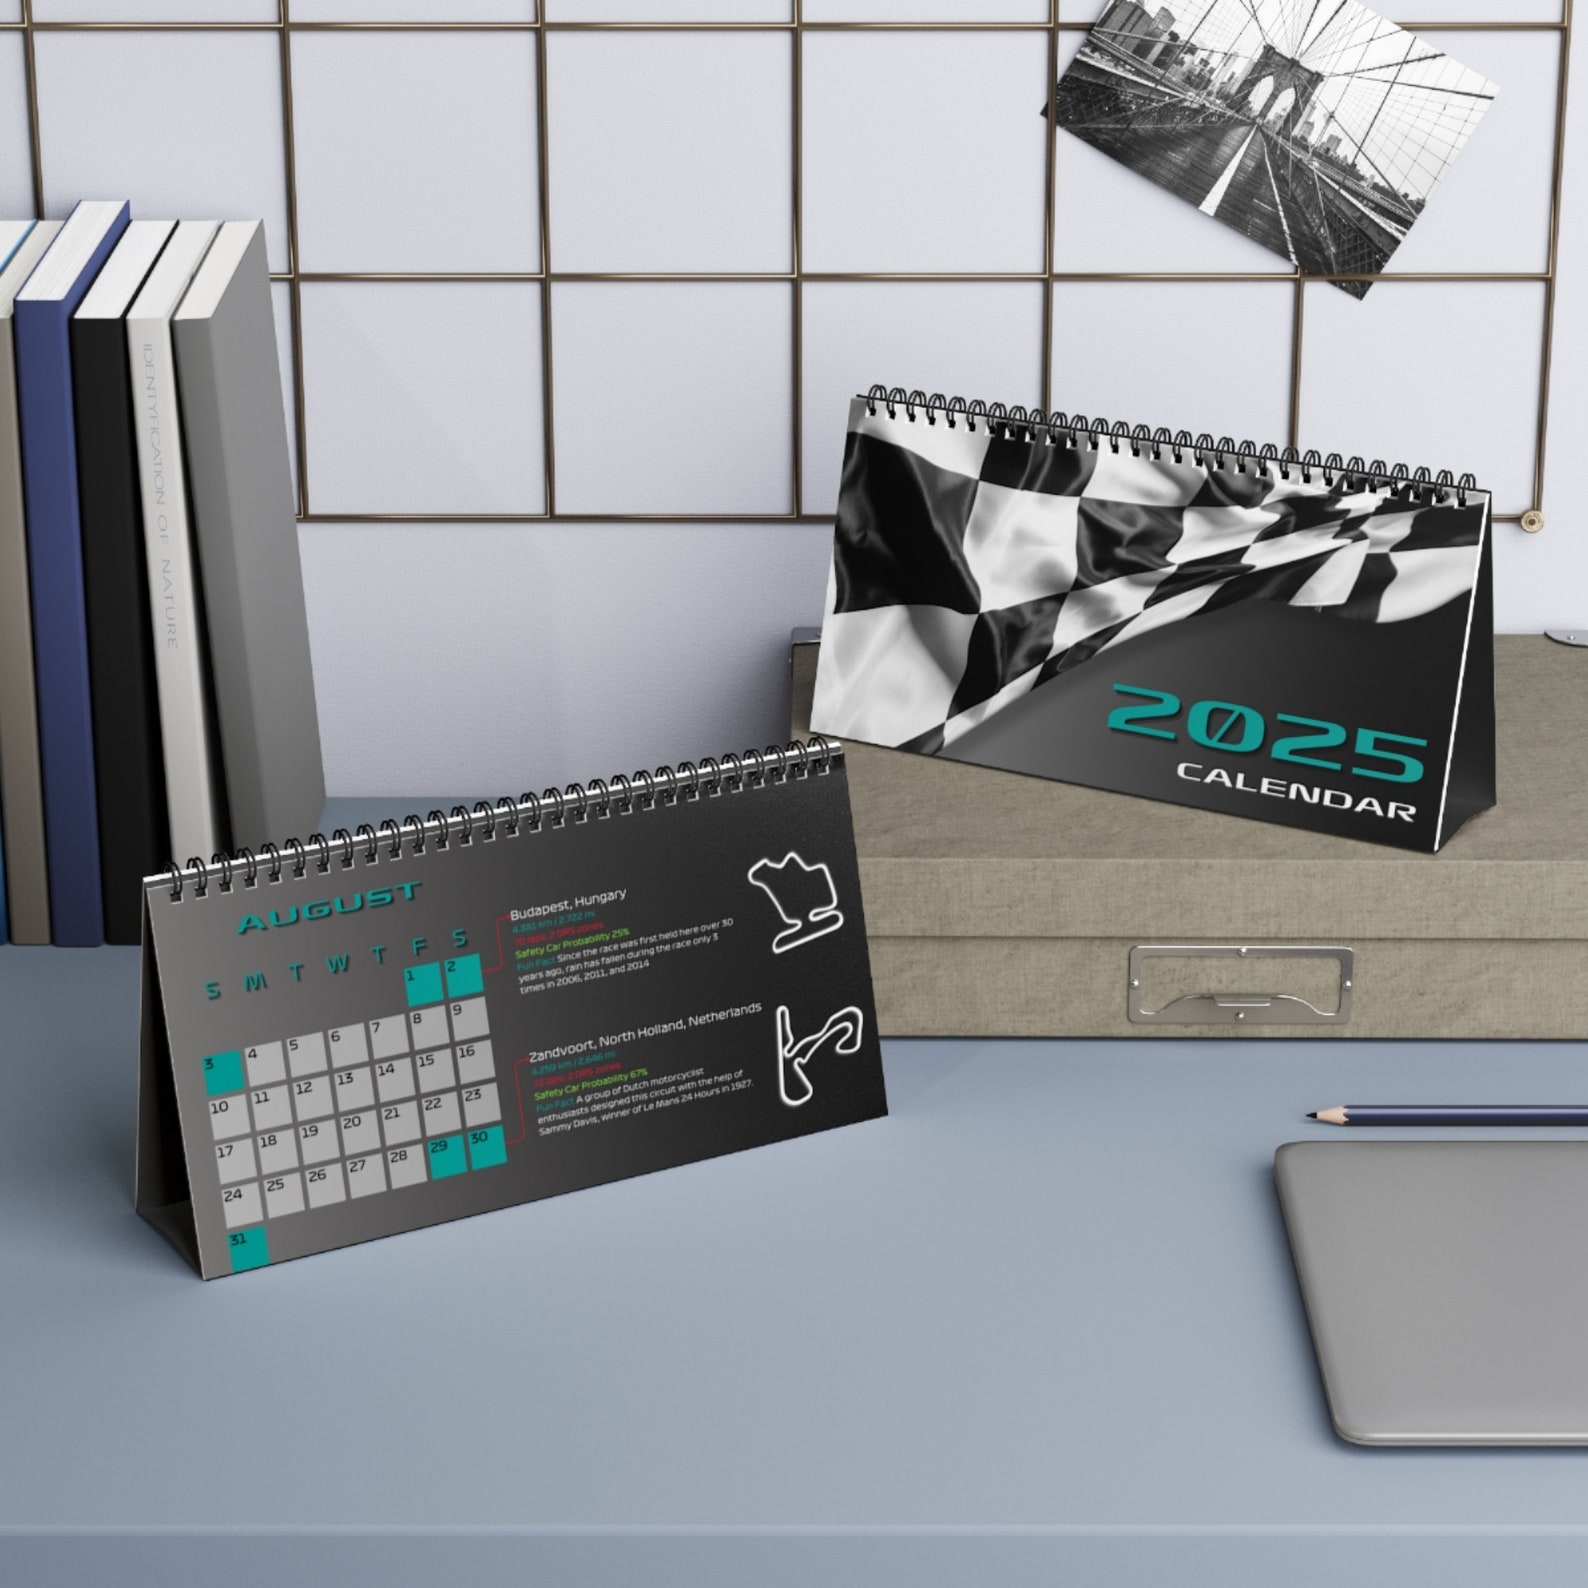 IDENTYFICATION OF NATURE
2025
CALENDAR
AUGUST
S M T W T F S
1 2
3 4 5 6 7 8 9
10 11 12 13 14 15 16
17 18 19 20 21 22 23
24 25 26 27 28 29 30
31
Budapest, Hungary
4.381 km / 2.722 mi
70 laps, 2 DRS zones
Safety Car Probability 25%
Fun Fact Since the race was first held here over 30
years ago, rain has fallen during the race only 3
times in 2006, 2011, and 2014
Zandvoort, North Holland, Netherlands
4.259 km / 2.646 mi
72 laps, 2 DRS zones
Safety Car Probability 67%
Fun Fact A group of Dutch motorcyclist
enthusiasts designed this circuit with the help of
Sammy Davis, winner of Le Mans 24 Hours in 1927.